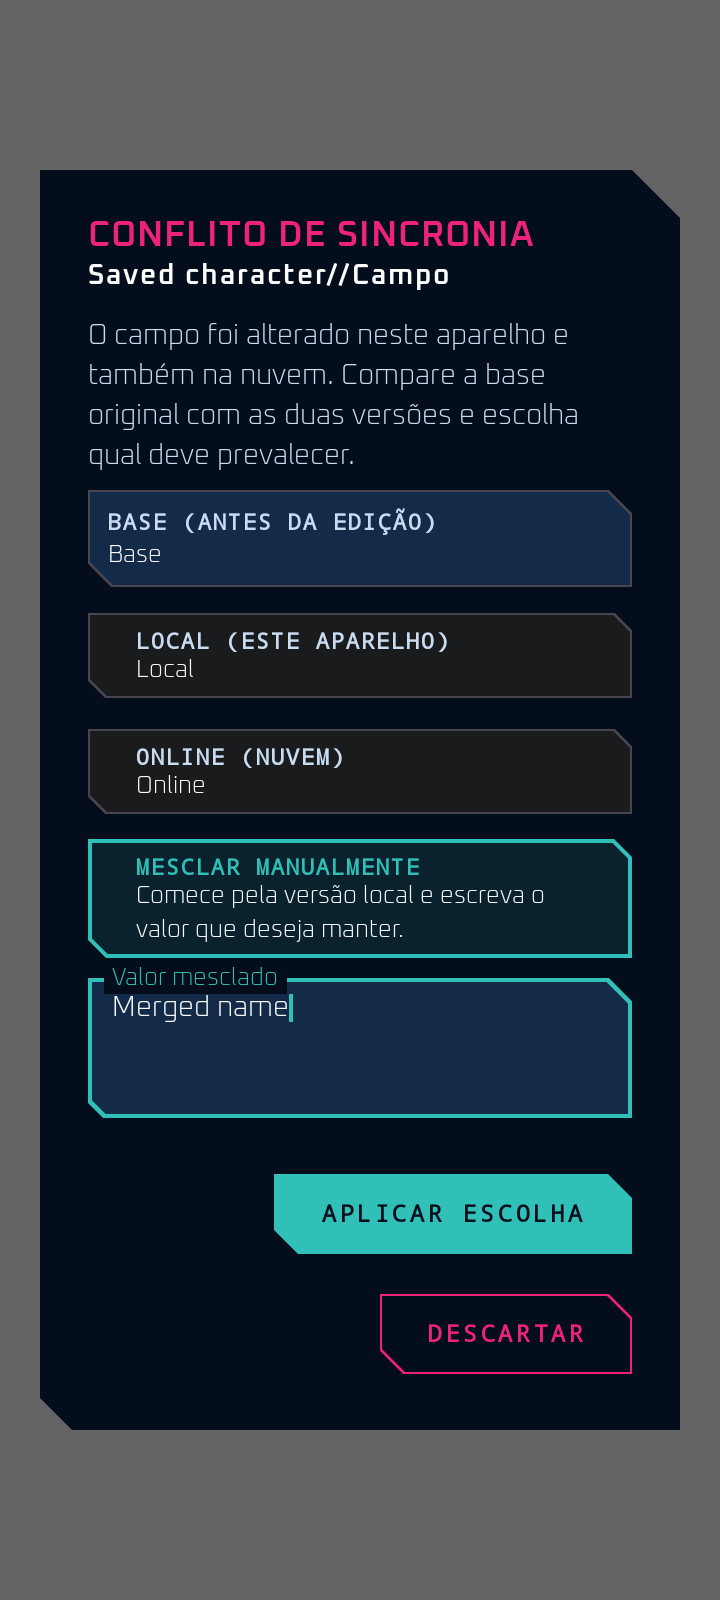 CONFLITO DE SINCRONIA
Saved character//Campo
O campo foi alterado neste aparelho e
também na nuvem. Compare a base
original com as duas versões e escolha
qual deve prevalecer.
BASE (ANTES DA EDIÇÃO)
Base
LOCAL (ESTE APARELHO)
Local
ONLINE (NUVEM)
Online
MESCLAR MANUALMENTE
Comece pela versão local e escreva o
valor que deseja manter.
Valor mesclado
Merged name
APLICAR ESCOLHA
DESCARTAR